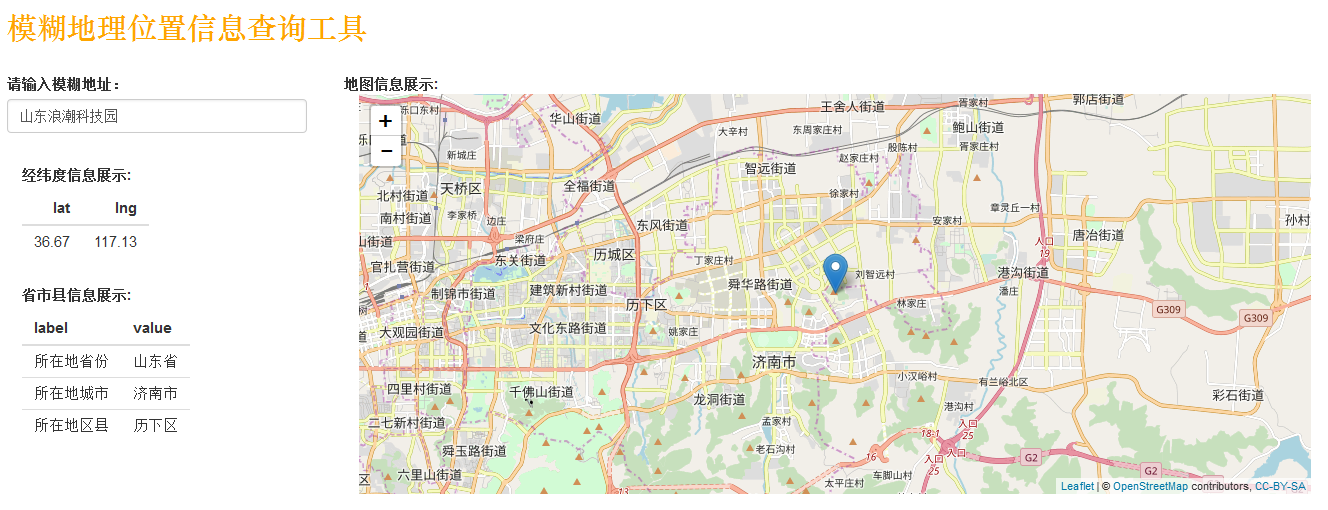 模糊地理位置信息查询工具
请输入模糊地址：
山东浪潮科技园
经纬度信息展示:
lat lng
36.67 117.13
省市县信息展示:
label value
所在地省份 山东省
所在地城市 济南市
所在地区县 历下区
地图信息展示:
+
−
王舍人街道
胥家村
郭店街道
华山街道
大辛村
东周家庄村
鲍山街道
殷陈村
胥家庄村
新城庄
赵家庄村
智远街道
全福街道
天桥区
北村街道
徐家村
章灵丘一村
李家桥
边庄
南村街道
东风街道
安家村
孙村
梁府庄
入口
19
唐冶街道
东关街道
历城区
丁家庄村
官扎营街道
刘智远村
港沟街道
舜华路街道
制锦市街道
建筑新村街道
潘庄
历下区
林家庄
G309
G309
大观园街道
文化东路街道
姚家庄
济南市
小汉峪村
有兰峪北区
四里村街道
千佛山街道
彩石街道
龙洞街道
港沟村
二七新村街道
孟家村
入口
25
18-1
舜玉路街道
老石沟村
16
入口
25
入口
G2
G2
六里山街道
车脚山村
太平庄村
Leaflet | © OpenStreetMap contributors, CC-BY-SA